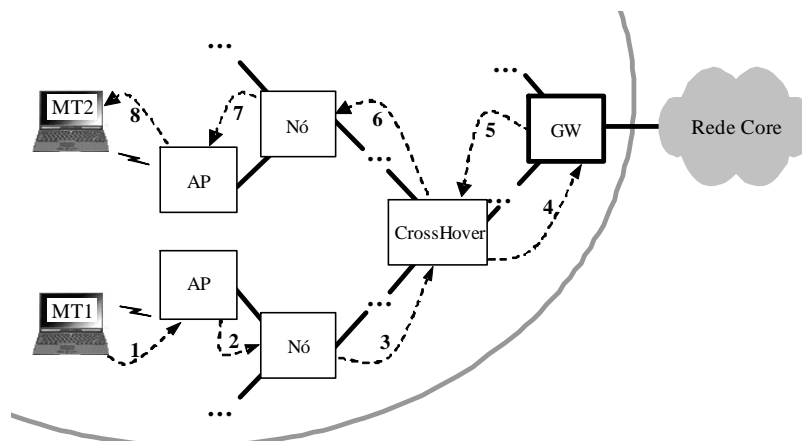 ...
...
MT2
8
7
Nó
6
5
GW
Rede Core
AP
...
...
4
CrossHover
AP
...
MT1
1
2
Nó
3
...